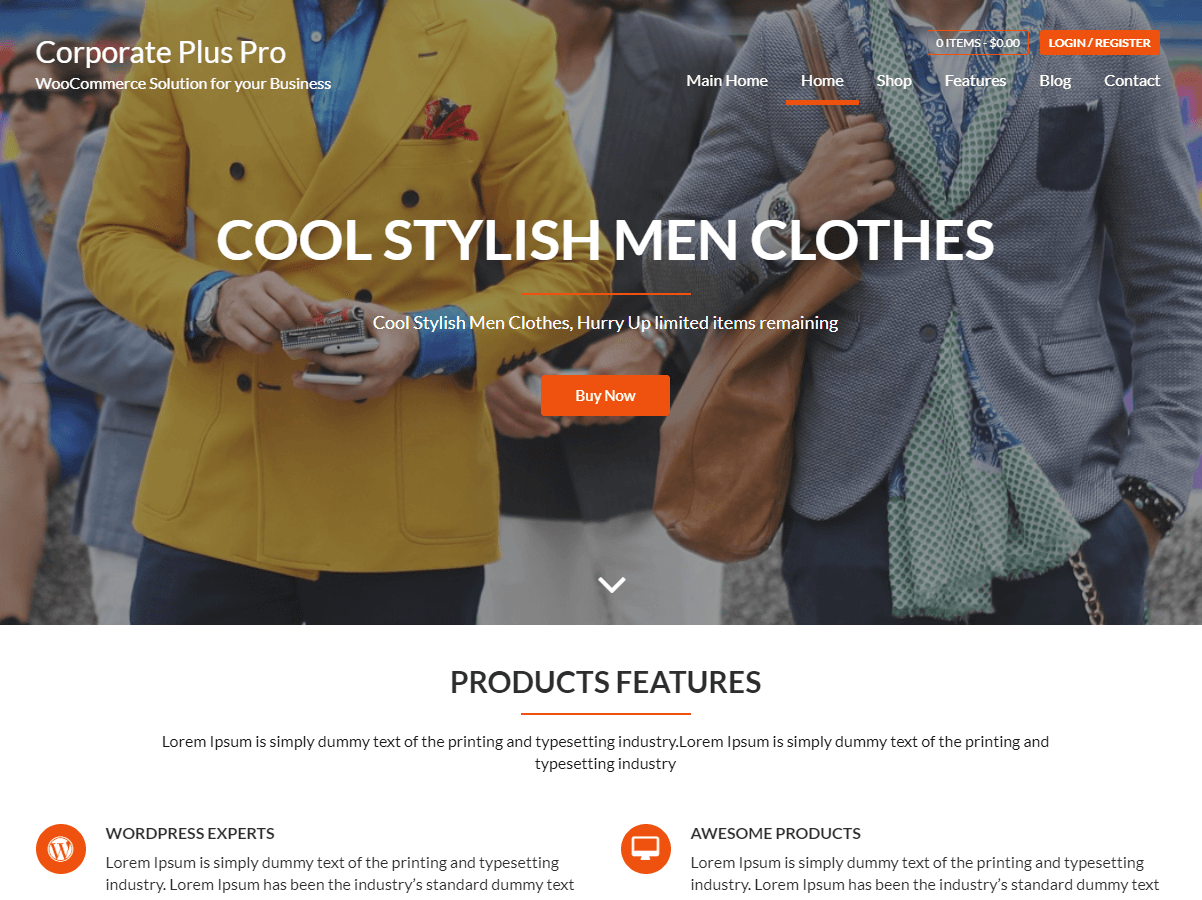 Corporate Plus Pro
WooCommerce Solution for your Business
0 ITEMS - $0.00
LOGIN / REGISTER
Main Home
Home
Shop
Features
Blog
Contact
COOL STYLISH MEN CLOTHES
Cool Stylish Men Clothes, Hurry Up limited items remaining
Buy Now
PRODUCTS FEATURES
Lorem Ipsum is simply dummy text of the printing and typesetting industry.Lorem Ipsum is simply dummy text of the printing and
typesetting industry
WORDPRESS EXPERTS
Lorem Ipsum is simply dummy text of the printing and typesetting
industry. Lorem Ipsum has been the industry’s standard dummy text
AWESOME PRODUCTS
Lorem Ipsum is simply dummy text of the printing and typesetting
industry. Lorem Ipsum has been the industry’s standard dummy text